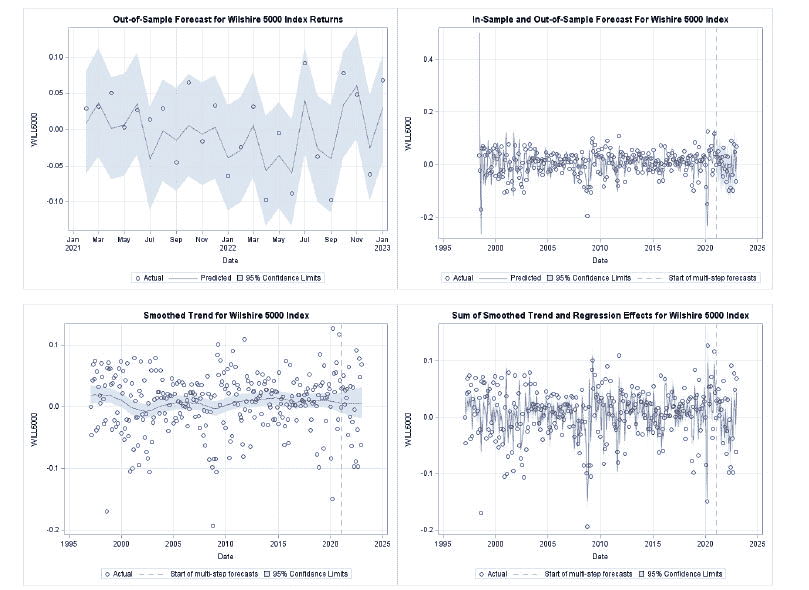 Out-of-Sample Forecast for Wilshire 5000 Index Returns
WILL5000
0.10
0.05
0.00
-0.05
-0.10
Jan Mar May Jul Sep Nov Jan Mar May Jul Sep Nov Jan
2021 2022 2023
Date
Actual Predicted 95% Confidence Limits
In-Sample and Out-of-Sample Forecast For Wishire 5000 Index
WILL5000
0.4
0.2
0.0
-0.2
1995 2000 2005 2010 2015 2020 2025
Date
Actual Predicted 95% Confidence Limits Start of multi-step forecasts
Smoothed Trend for Wilshire 5000 Index
WILL5000
0.1
0.0
-0.1
-0.2
1995 2000 2005 2010 2015 2020 2025
Date
Actual Start of multi-step forecasts 95% Confidence Limits
Sum of Smoothed Trend and Regression Effects for Wilshire 5000 Index
WILL5000
0.1
0.0
-0.1
-0.2
1995 2000 2005 2010 2015 2020 2025
Date
Actual Start of multi-step forecasts 95% Confidence Limits